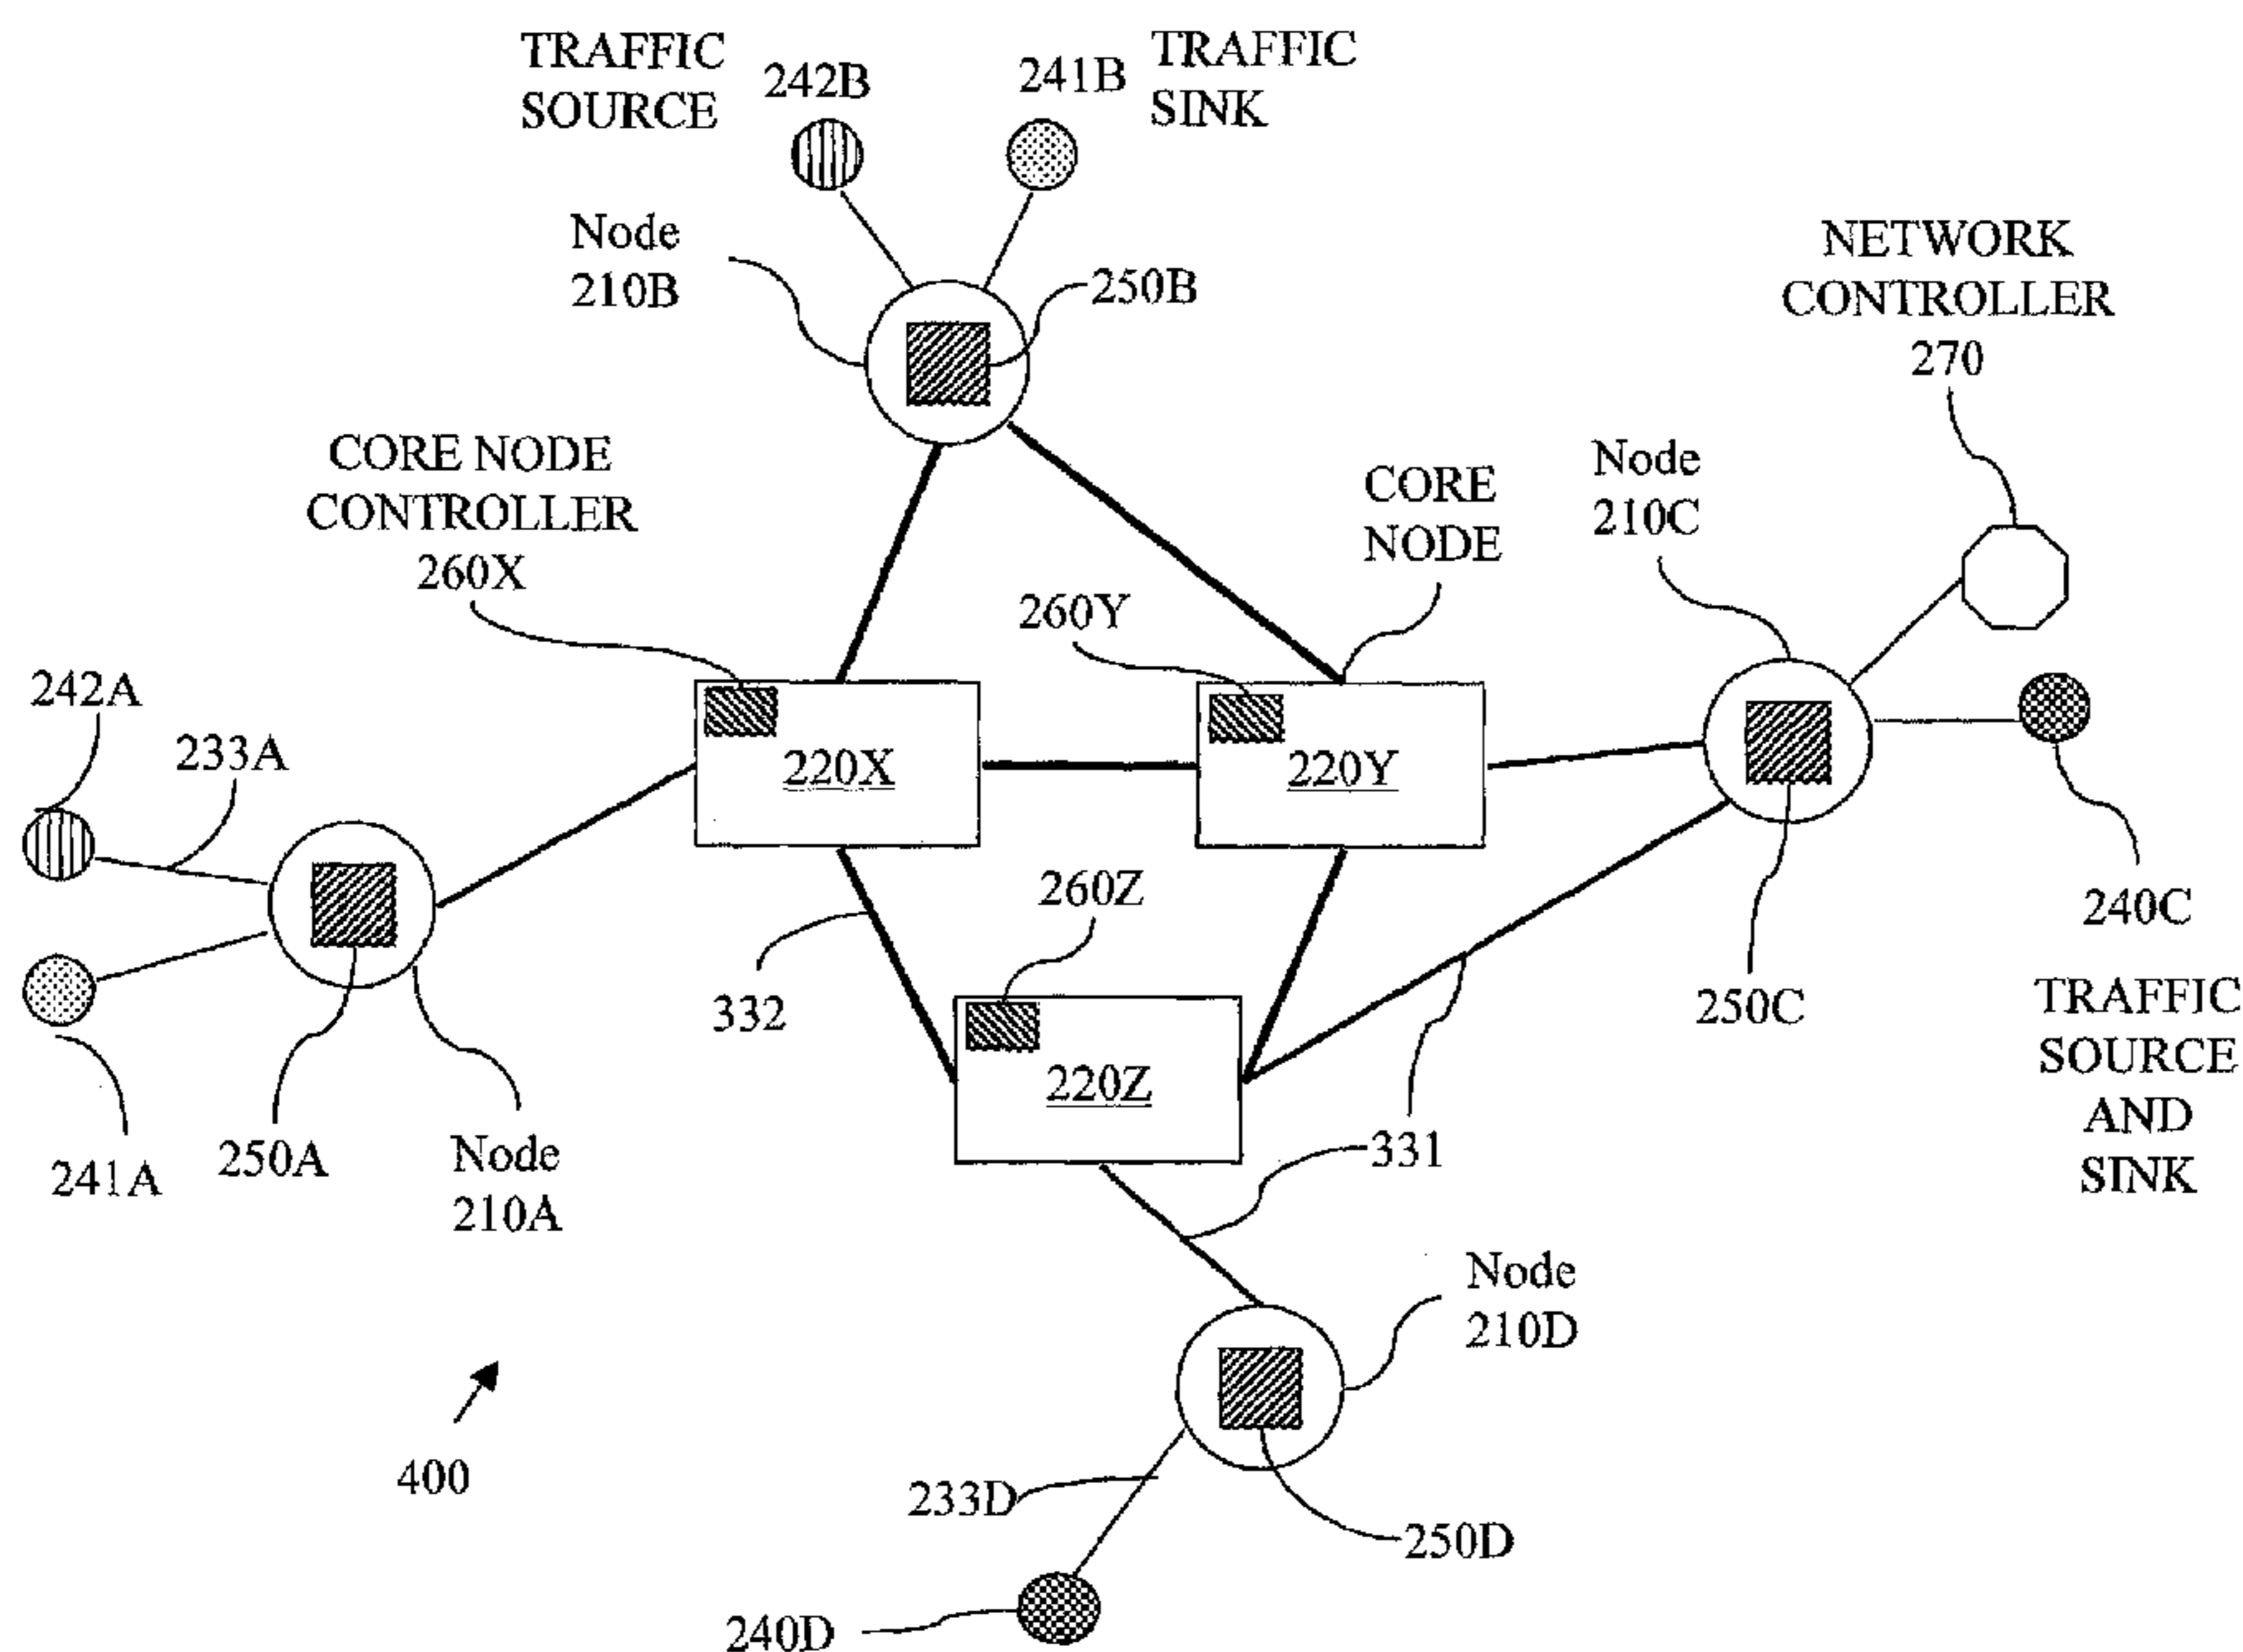 TRAFFIC
SOURCE
242B
241B
TRAFFIC
SINK
Node
210B
250B
NETWORK
CONTROLLER
270
CORE NODE
CONTROLLER
260X
CORE
NODE
Node
210C
260Y
242A
233A
220X
220Y
260Z
240C
332
250C
TRAFFIC
SOURCE
AND
SINK
220Z
241A
250A
Node
210A
331
Node
210D
400
233D
250D
240D